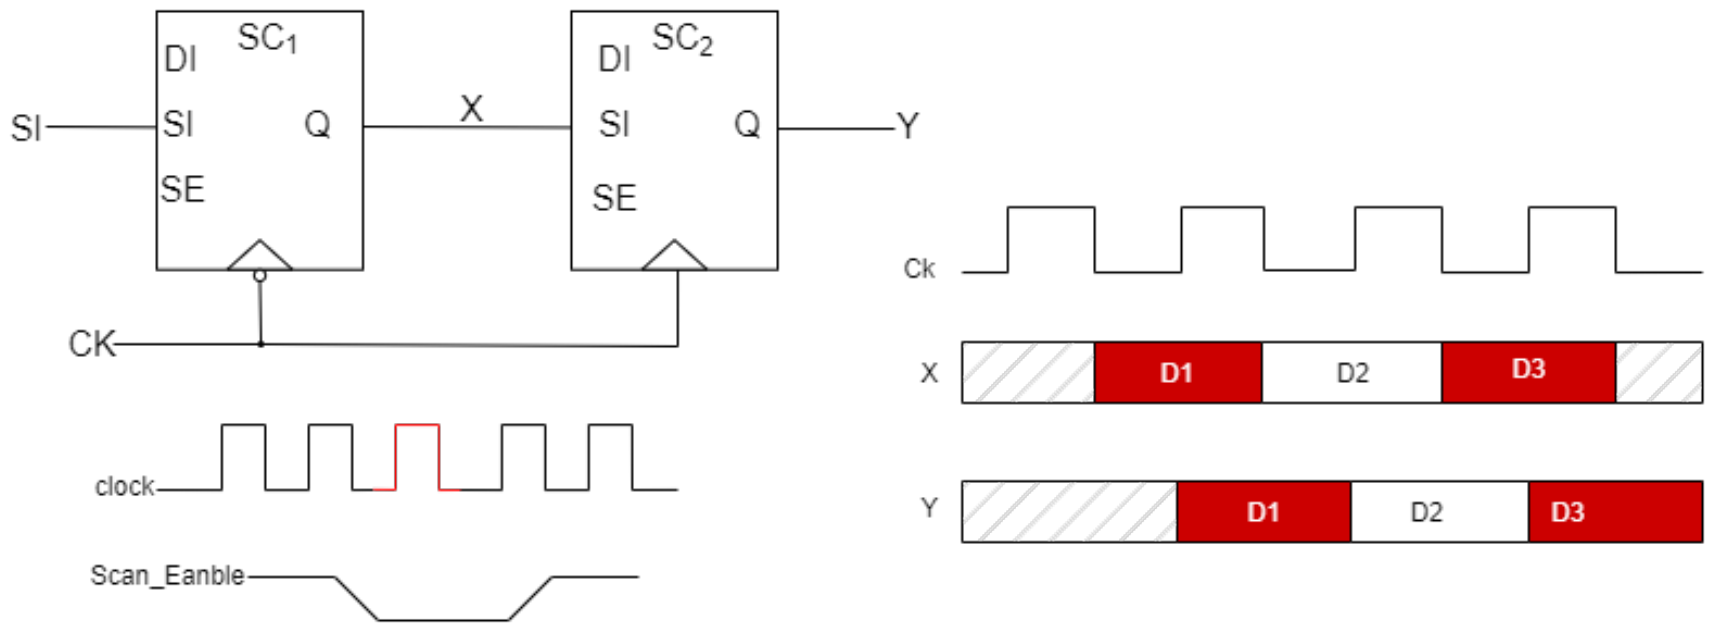 SC1
DI
SI
SI
Q
SE
X
SC2
DI
SI
Q
SE
Y
CK
clock
Scan_Eanble
Ck
X
D1
D2
D3
Y
D1
D2
D3